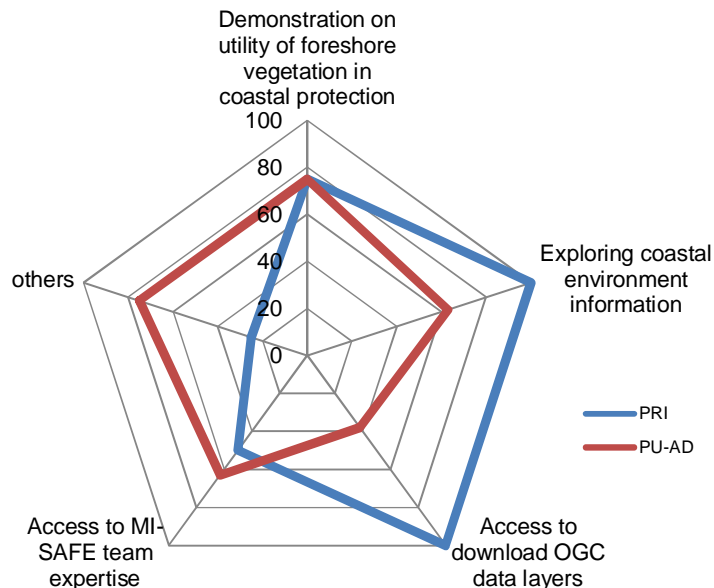 Demonstration on
utility of foreshore
vegetation in
coastal protection
100
80
60
40
20
0
Exploring coastal
environment
information
others
PRI
PU-AD
Access to MI-
SAFE team
expertise
Access to
download OGC
data layers